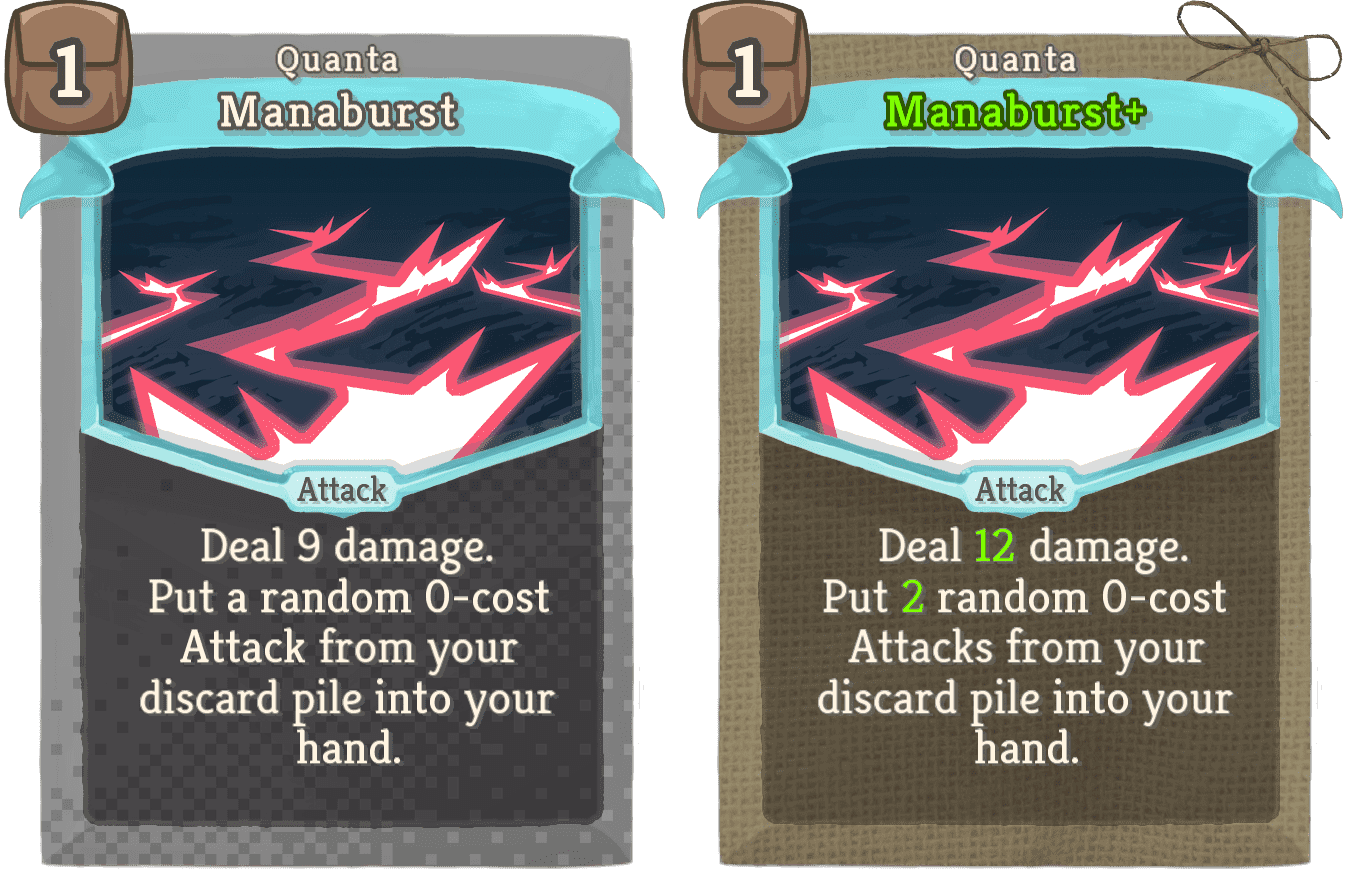 1
Quanta
Manaburst
Attack
Deal 9 damage.
Put a random 0-cost
Attack from your
discard pile into your
hand.
1
Quanta
Manaburst+
Attack
Deal 12 damage.
Put 2 random 0-cost
Attacks from your
discard pile into your
hand.